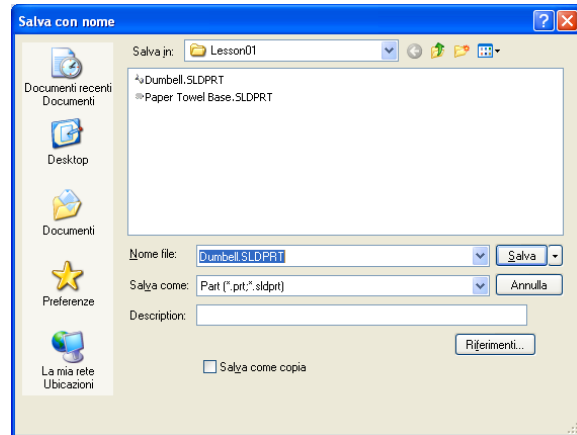 Salva con nome
Salva in: Lesson01
Documenti recenti
Documenti
Desktop
Documenti
Preferenze
La mia rete
Ubicazioni
Dumbell.SLDPRT
Paper Towel Base.SLDPRT
Nome file: Dumbell.SLDPRT Salva
Salva come: Part (*.prt;*.sldprt) Annulla
Description:
Riferimenti...
Salva come copia